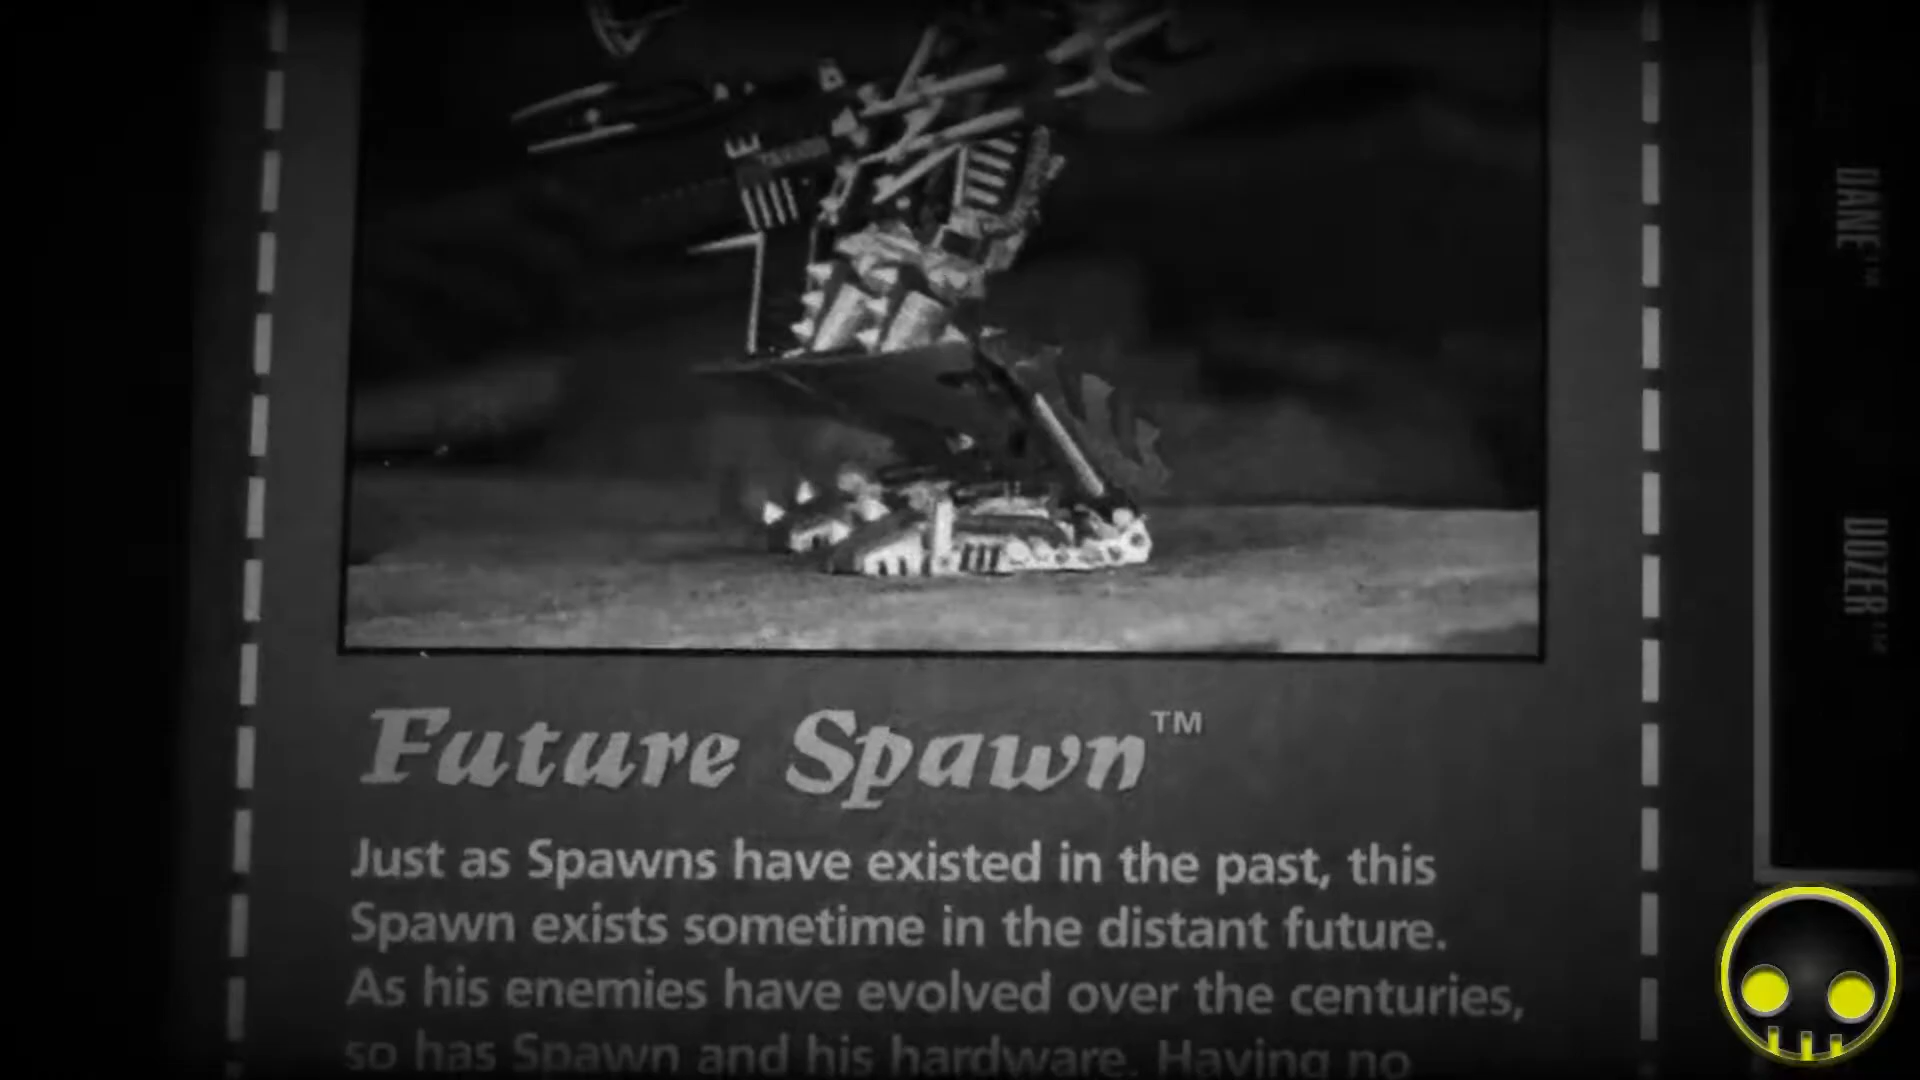 Future Spawn™
Just as Spawns have existed in the past, this
Spawn exists sometime in the distant future.
As his enemies have evolved over the centuries,
so has Spawn and his hardware. Having no
DANE™
DOZER™